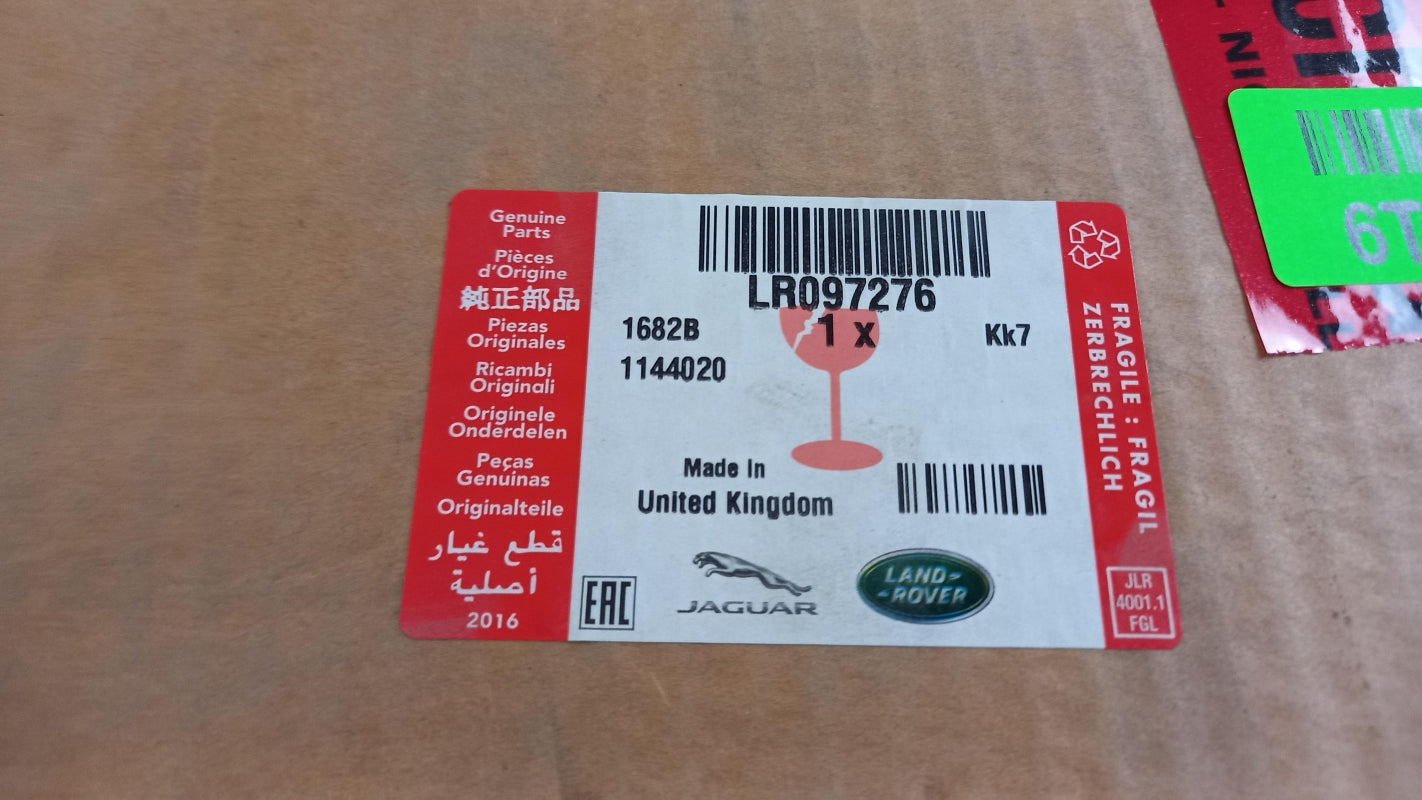 Genuine
Parts
Pièces
d'Origine
純正部品
Piezas
Originales
Ricambi
Originali
Originele
Onderdelen
Peças
Genuinas
Originalteile
قطع غيار
أصلية
2016
LR097276
1682B
1 x
Kk7
1144020
Made In
United Kingdom
EAC
JAGUAR
LAND-
-ROVER
FRAGILE : FRAGIL
ZERBRECHLICH
JLR
4001.1
FGL